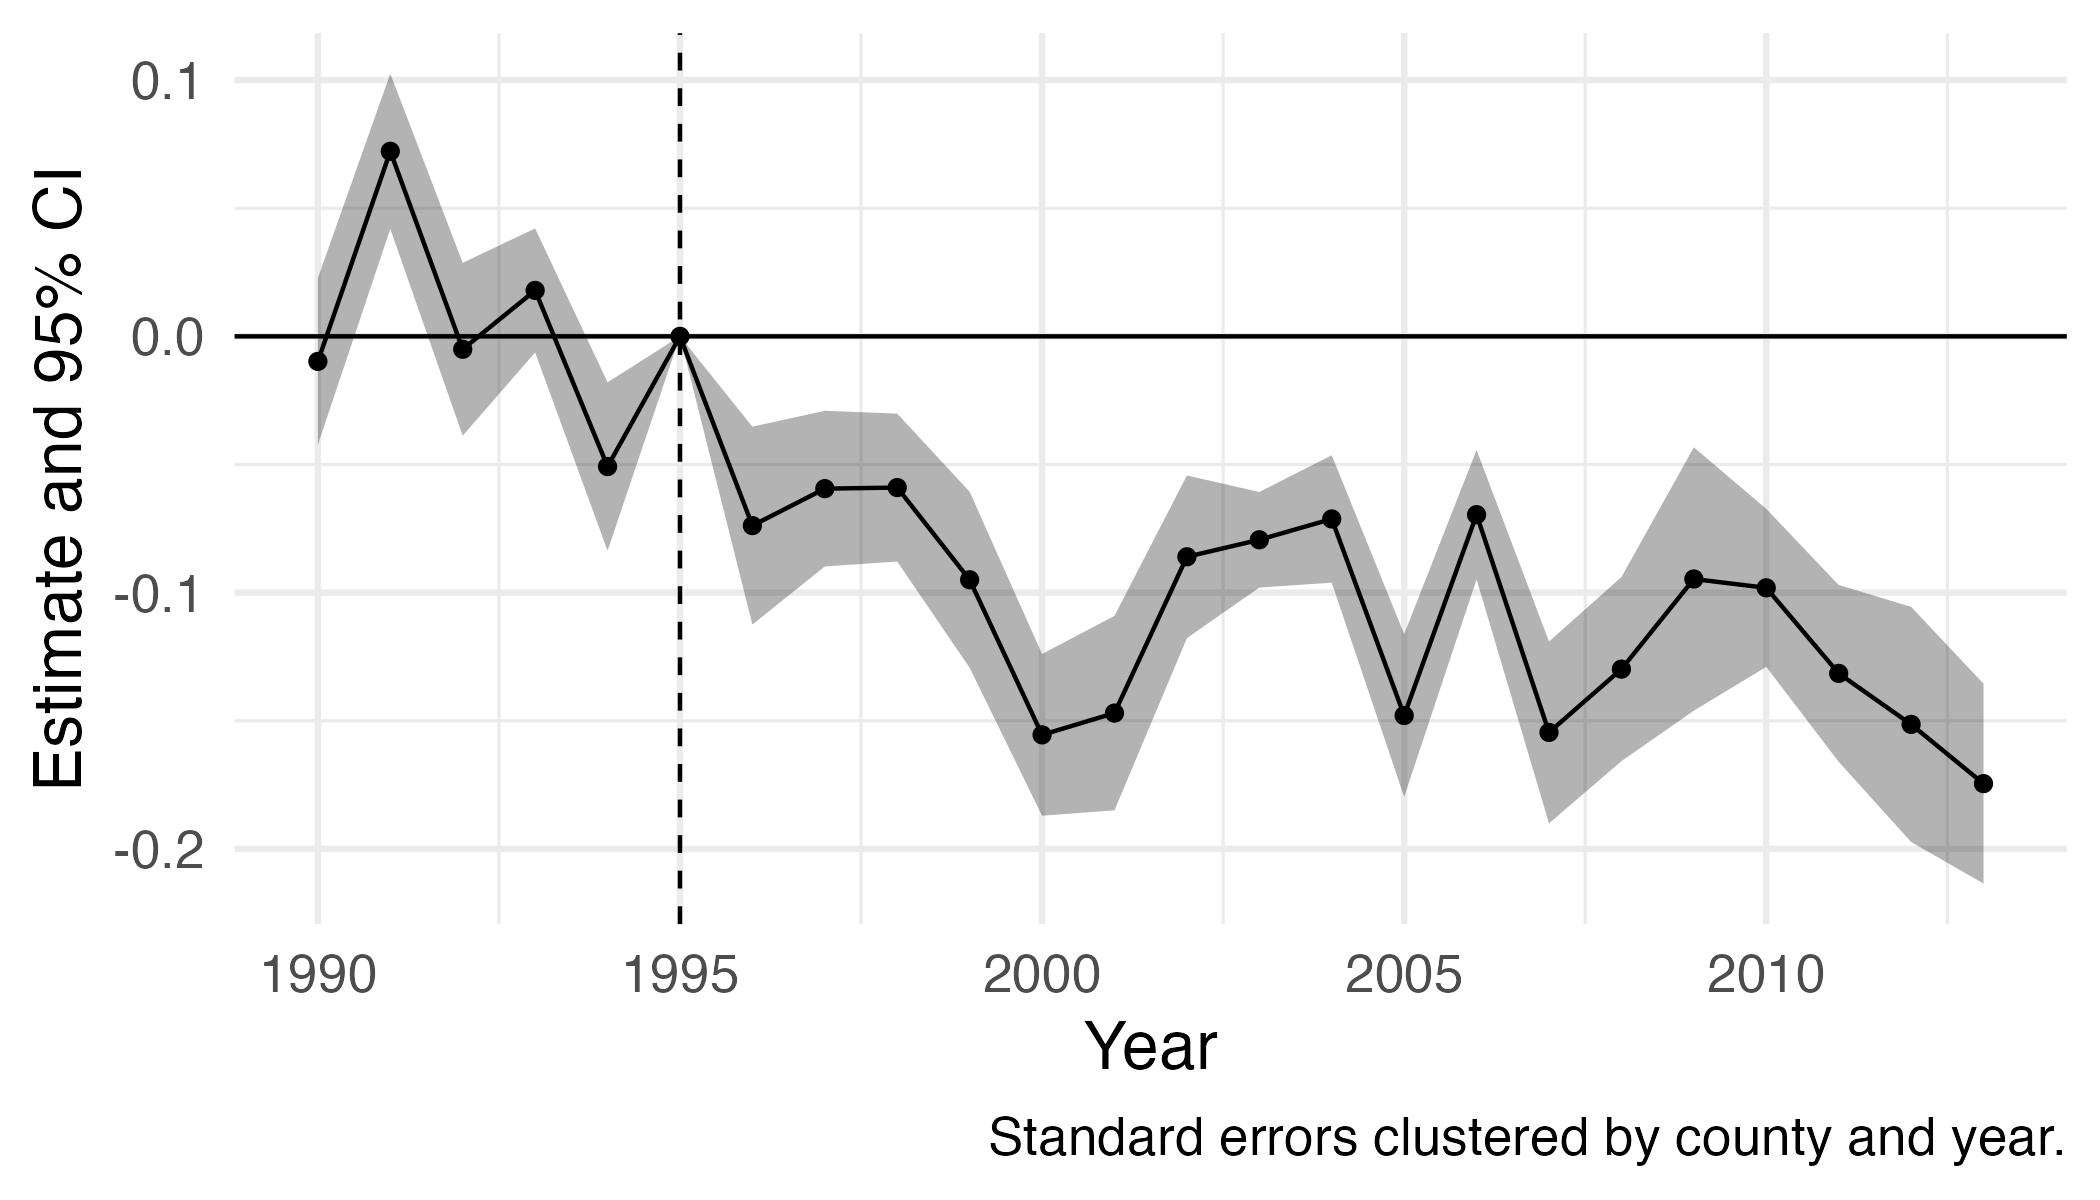 Estimate and 95% CI
0.1
0.0
-0.1
-0.2
1990 1995 2000 2005 2010
Year
Standard errors clustered by county and year.